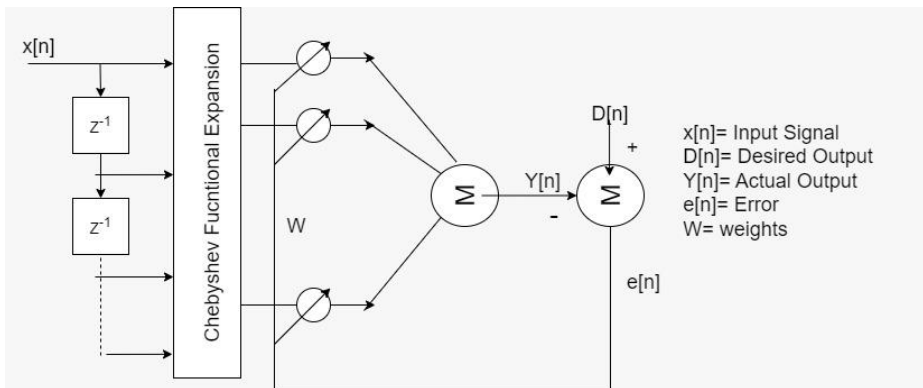 x[n]
Z-1
Z-1
Chebyshev Fucntional Expansion
W
M
Y[n]
-
D[n]
+
M
e[n]
x[n]= Input Signal
D[n]= Desired Output
Y[n]= Actual Output
e[n]= Error
W= weights